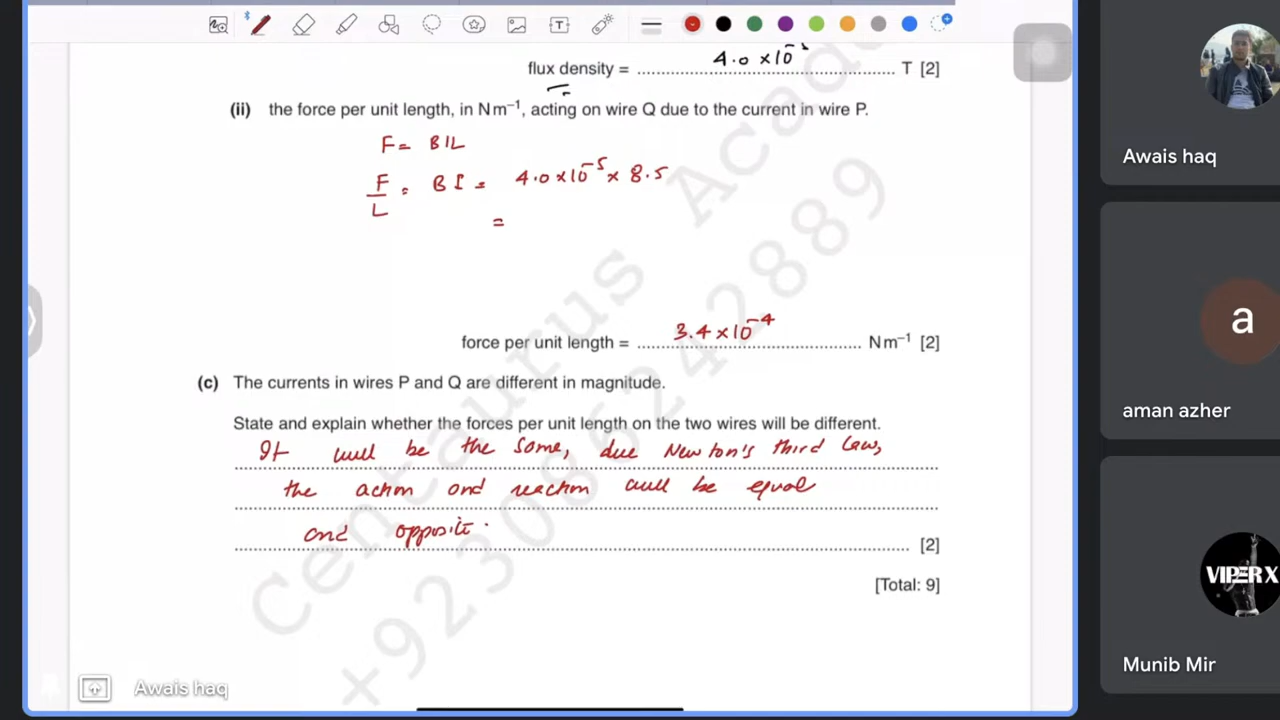 4.0 ×10
flux density = T [2]
(ii) the force per unit length, in N m⁻¹, acting on wire Q due to the current in wire P.
F = BIL
F/L = BI = 4.0×10⁻⁵ × 8.5
=
force per unit length = 3.4×10⁻⁴ N m⁻¹ [2]
(c) The currents in wires P and Q are different in magnitude.
State and explain whether the forces per unit length on the two wires will be different.
It will be the same, due Newton's third law,
the action and reaction will be equal
and opposite.
[2]
[Total: 9]
Centaurus Acad
+923086242889
Awais haq
Awais haq
a
aman azher
VIPER X
Munib Mir